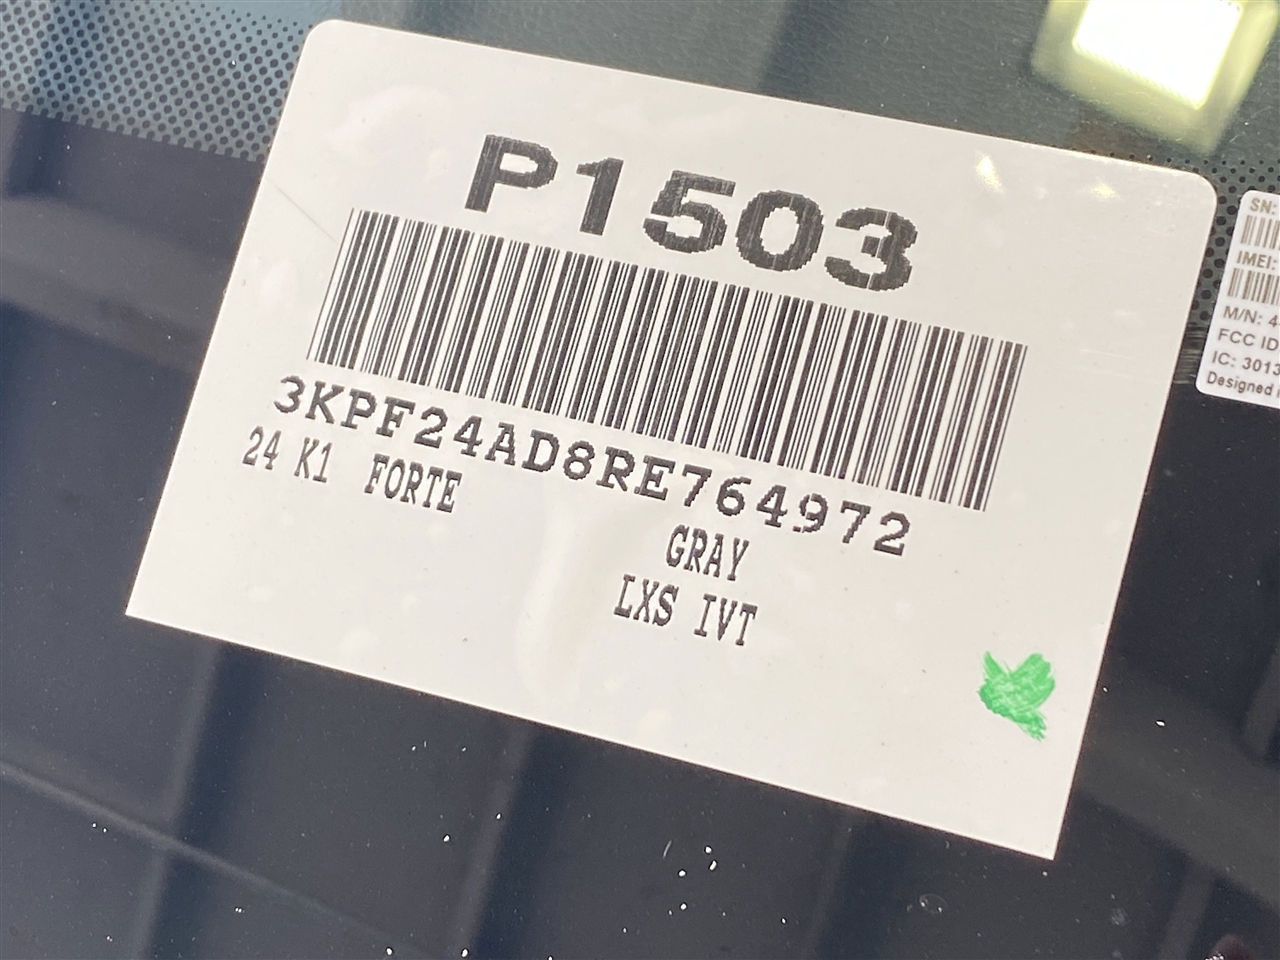 P1503
3KPF24AD8RE764972
24 K1 FORTE
GRAY
LXS IVT
SN:
IMEI:
M/N: 4
FCC ID
IC: 3013
Designed